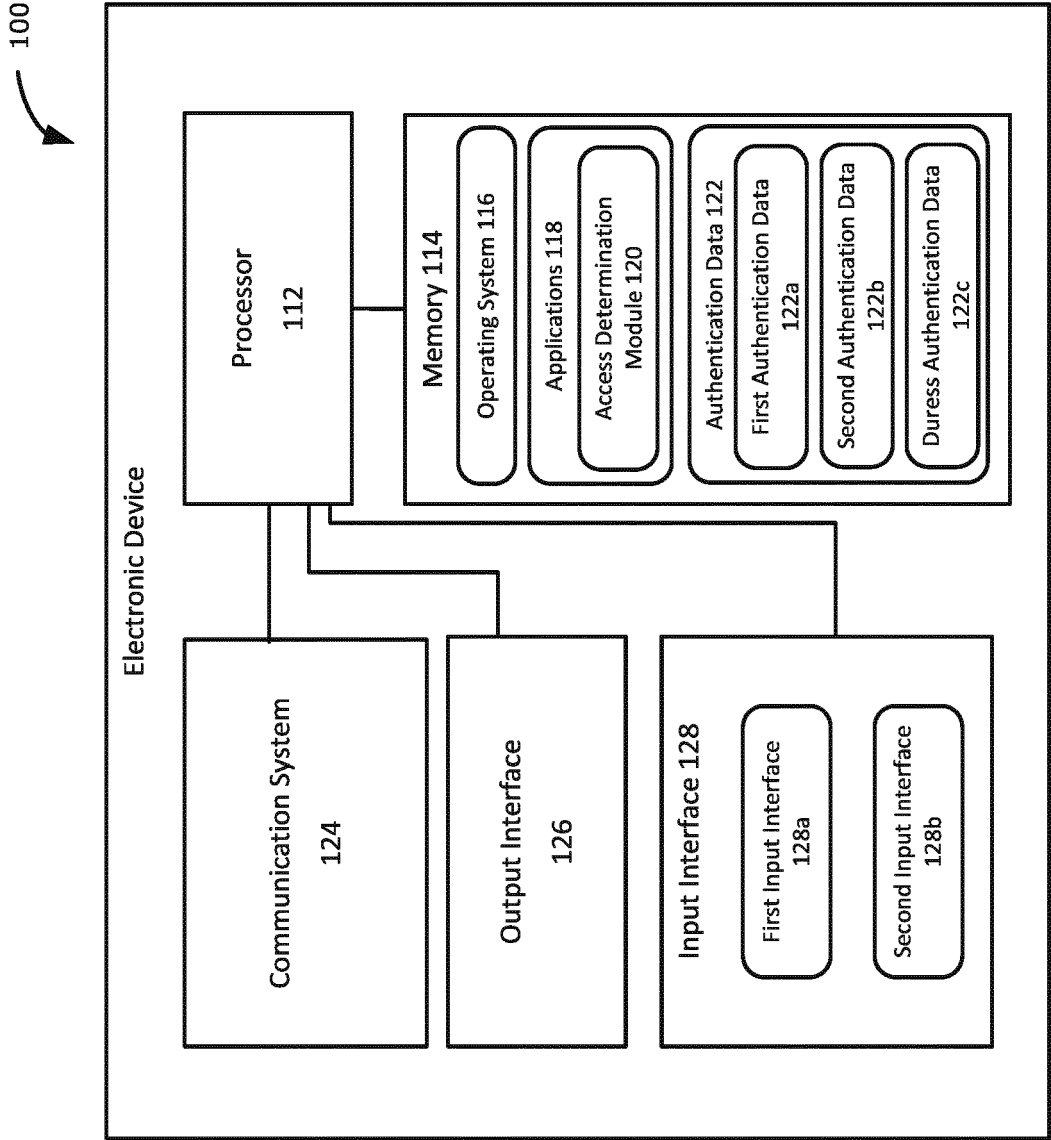 100
Electronic Device
Processor
112
Memory 114
Operating System 116
Applications 118
Access Determination
Module 120
Authentication Data 122
First Authentication Data
122a
Second Authentication Data
122b
Duress Authentication Data
122c
Communication System
124
Output Interface
126
Input Interface 128
First Input Interface
128a
Second Input Interface
128b